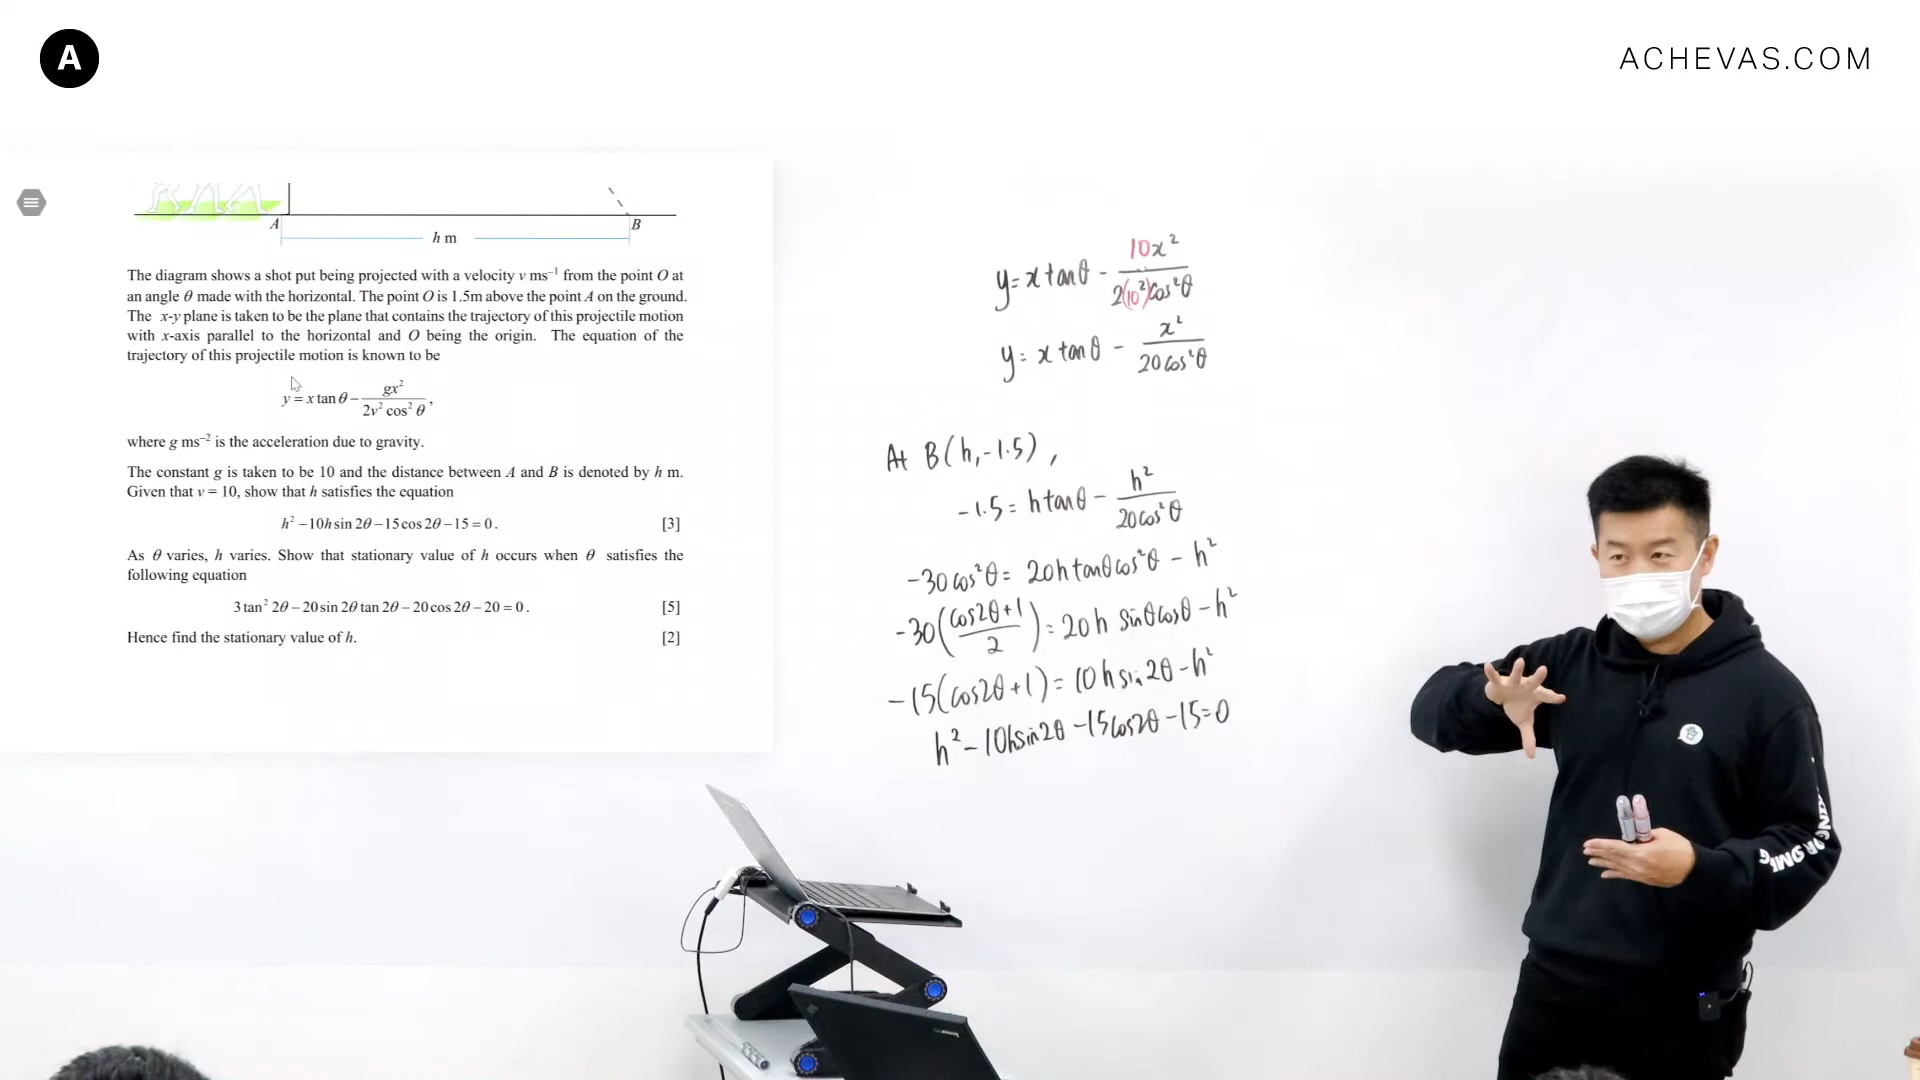 A
ACHEVAS.COM
A
B
h m
The diagram shows a shot put being projected with a velocity v ms⁻¹ from the point O at
an angle θ made with the horizontal. The point O is 1.5m above the point A on the ground.
The x-y plane is taken to be the plane that contains the trajectory of this projectile motion
with x-axis parallel to the horizontal and O being the origin. The equation of the
trajectory of this projectile motion is known to be
y = x tan θ − gx² / 2v² cos² θ ,
where g ms⁻² is the acceleration due to gravity.
The constant g is taken to be 10 and the distance between A and B is denoted by h m.
Given that v = 10, show that h satisfies the equation
h² − 10h sin 2θ − 15 cos 2θ − 15 = 0. [3]
As θ varies, h varies. Show that stationary value of h occurs when θ satisfies the
following equation
3 tan² 2θ − 20 sin 2θ tan 2θ − 20 cos 2θ − 20 = 0. [5]
Hence find the stationary value of h. [2]
y = x tanθ − 10x² / 2(10²)cos²θ
y = x tanθ − x² / 20cos²θ
At B(h, -1.5) ,
-1.5 = h tanθ − h² / 20cos²θ
-30cos²θ = 20h tanθcos²θ − h²
-30(cos2θ+1 / 2) = 20h sinθcosθ − h²
-15(cos2θ+1) = 10h sin2θ − h²
h² − 10hsin2θ − 15cos2θ − 15 = 0